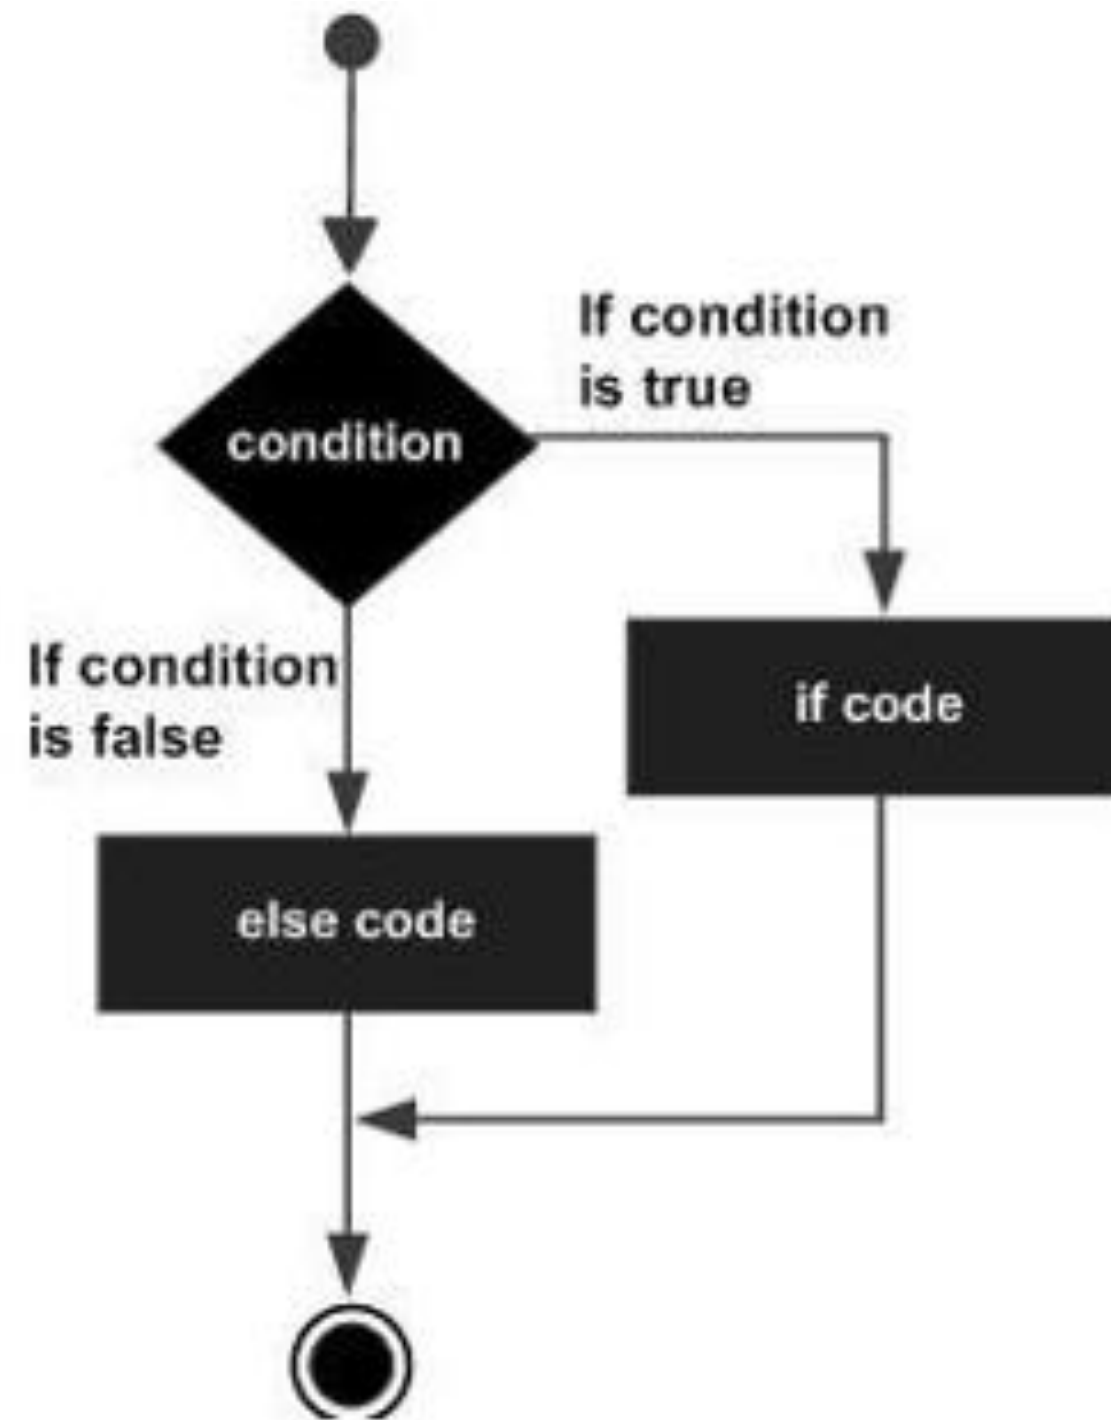 If condition
is true
condition
If condition
is false
if code
else code